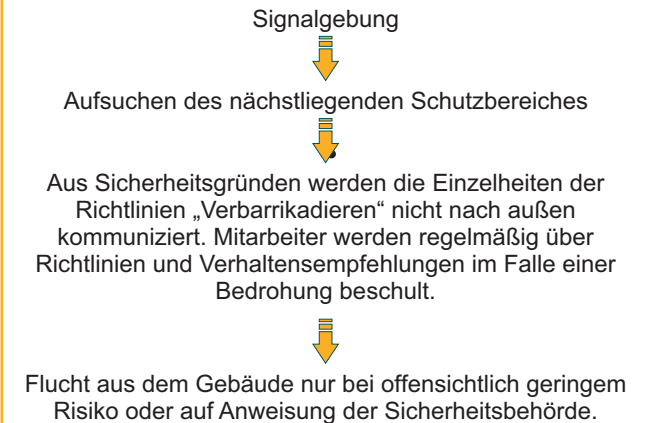 Signalgebung
Aufsuchen des nächstliegenden Schutzbereiches
Aus Sicherheitsgründen werden die Einzelheiten der
Richtlinien „Verbarrikadieren“ nicht nach außen
kommuniziert. Mitarbeiter werden regelmäßig über
Richtlinien und Verhaltensempfehlungen im Falle einer
Bedrohung beschult.
Flucht aus dem Gebäude nur bei offensichtlich geringem
Risiko oder auf Anweisung der Sicherheitsbehörde.